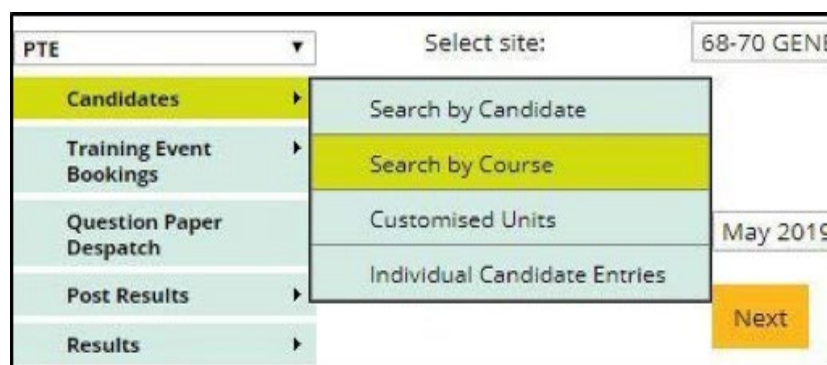 PTE
Select site:
68-70 GENE
Candidates
Search by Candidate
Training Event
Bookings
Search by Course
Question Paper
Despatch
Customised Units
May 2019
Post Results
Individual Candidate Entries
Next
Results